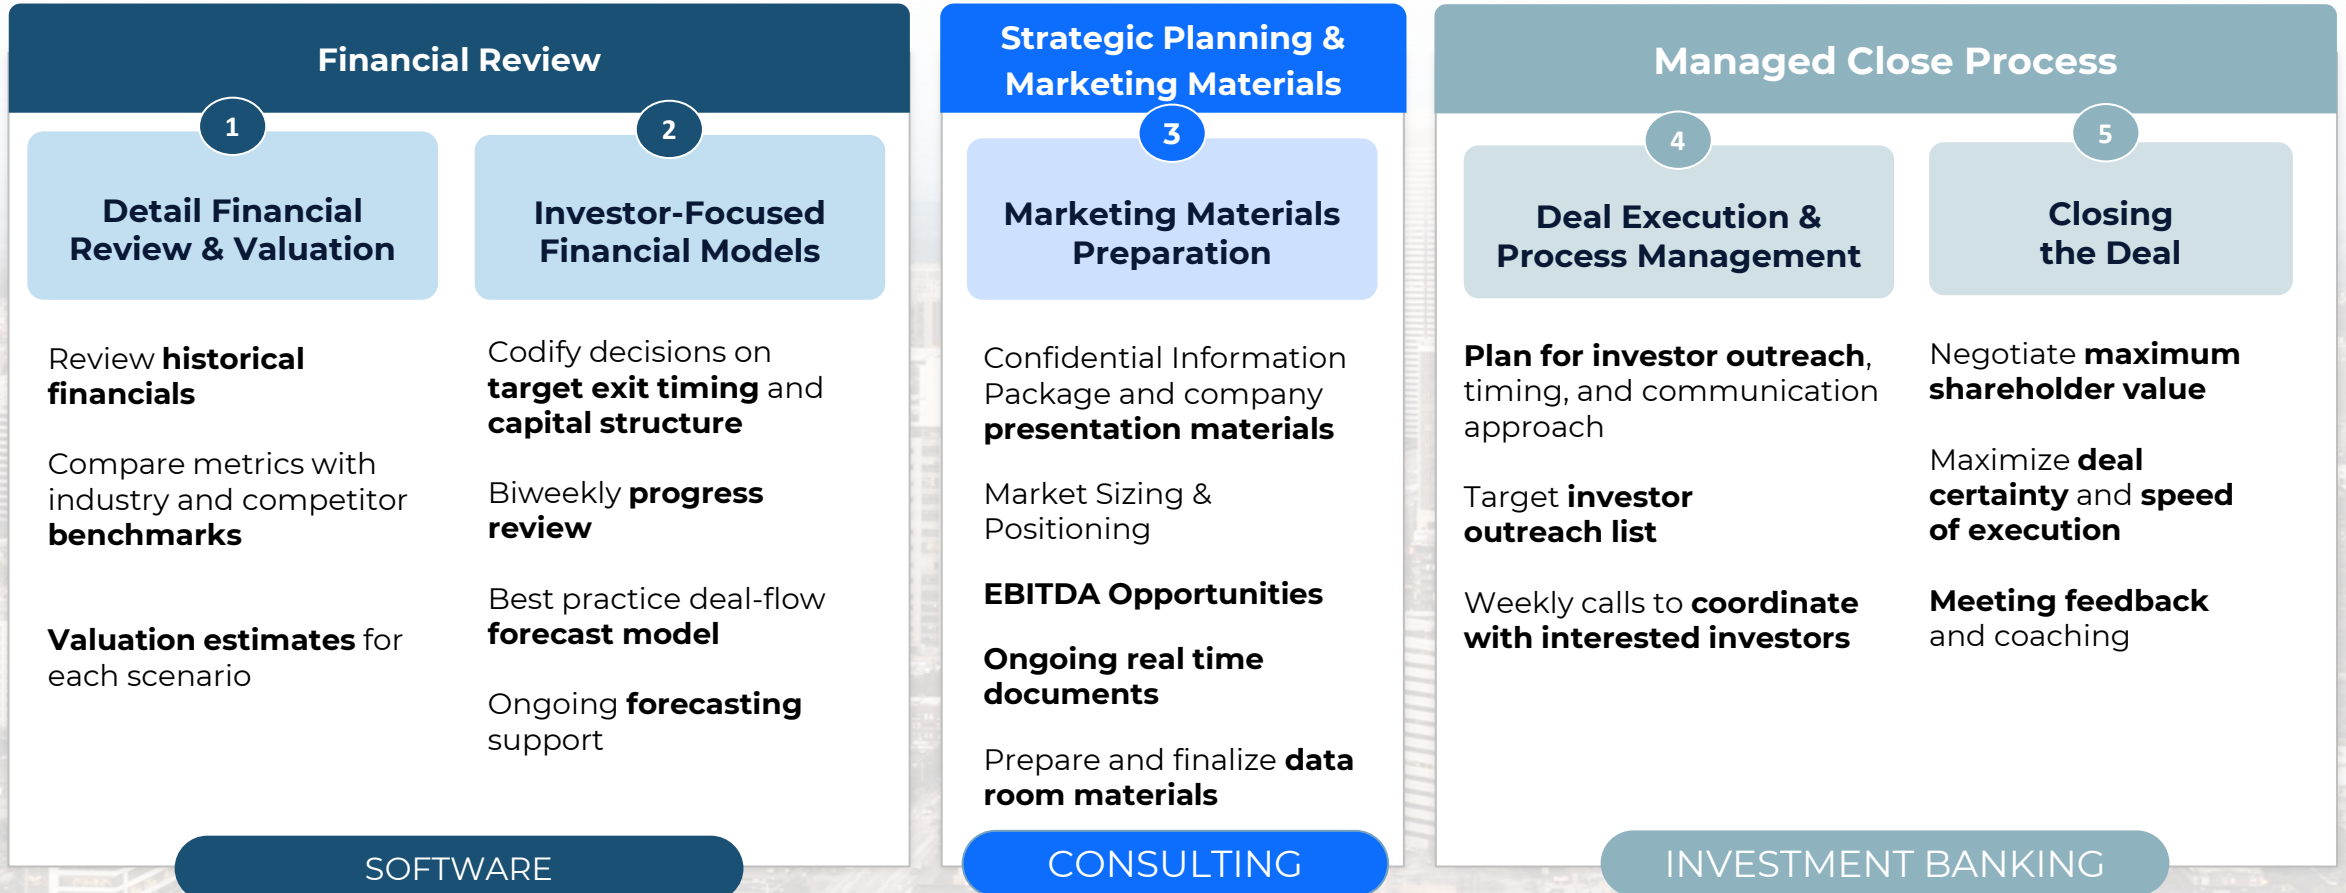 Financial Review
1
Detail Financial
Review & Valuation
Review historical
financials
Compare metrics with
industry and competitor
benchmarks
Valuation estimates for
each scenario
2
Investor-Focused
Financial Models
Codify decisions on
target exit timing and
capital structure
Biweekly progress
review
Best practice deal-flow
forecast model
Ongoing forecasting
support
SOFTWARE
Strategic Planning &
Marketing Materials
3
Marketing Materials
Preparation
Confidential Information
Package and company
presentation materials
Market Sizing &
Positioning
EBITDA Opportunities
Ongoing real time
documents
Prepare and finalize data
room materials
CONSULTING
Managed Close Process
4
Deal Execution &
Process Management
Plan for investor outreach,
timing, and communication
approach
Target investor
outreach list
Weekly calls to coordinate
with interested investors
5
Closing
the Deal
Negotiate maximum
shareholder value
Maximize deal
certainty and speed
of execution
Meeting feedback
and coaching
INVESTMENT BANKING